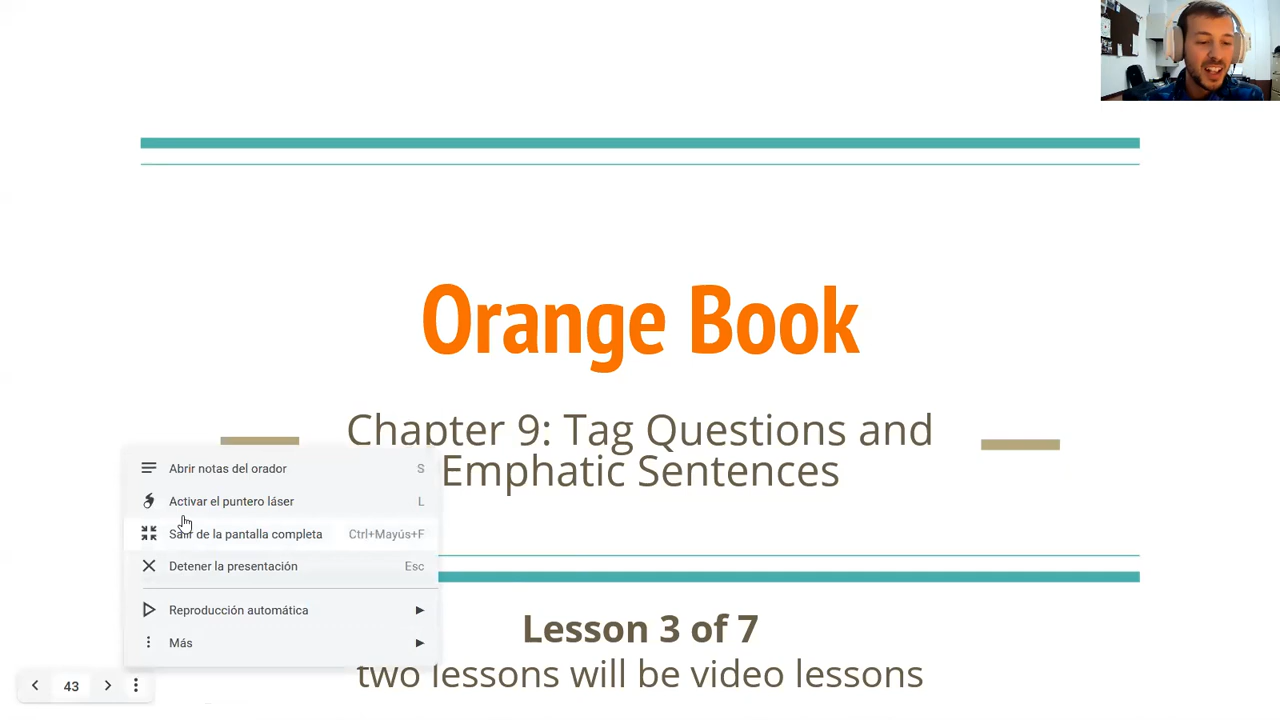 Orange Book
Chapter 9: Tag Questions and
Emphatic Sentences
Abrir notas del orador S
Activar el puntero láser L
Salir de la pantalla completa Ctrl+Mayús+F
Detener la presentación Esc
Reproducción automática
Más
Lesson 3 of 7
two lessons will be video lessons
43